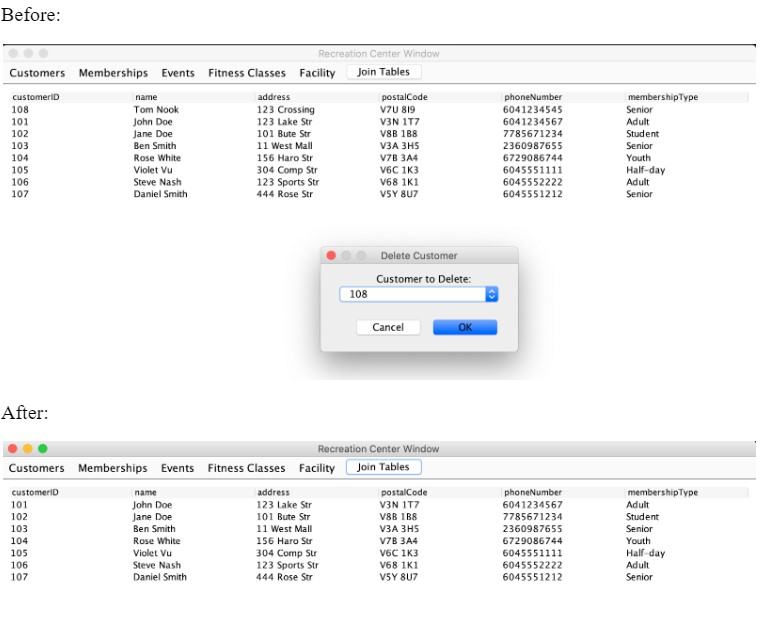 Before:
Recreation Center Window
Customers Memberships Events Fitness Classes Facility Join Tables
customerID name address postalCode phoneNumber membershipType
108 Tom Nook 123 Crossing V7U 8I9 6041234545 Senior
101 John Doe 123 Lake Str V3N 1T7 6041234567 Adult
102 Jane Doe 101 Bute Str V8B 1B8 7785671234 Student
103 Ben Smith 11 West Mall V3A 3H5 2360987655 Senior
104 Rose White 156 Haro Str V7B 3A4 6729086744 Youth
105 Violet Vu 304 Comp Str V6C 1K3 6045551111 Half-day
106 Steve Nash 123 Sports Str V68 1K1 6045552222 Adult
107 Daniel Smith 444 Rose Str V5Y 8U7 6045551212 Senior
Delete Customer
Customer to Delete:
108
Cancel OK
After:
Recreation Center Window
Customers Memberships Events Fitness Classes Facility Join Tables
customerID name address postalCode phoneNumber membershipType
101 John Doe 123 Lake Str V3N 1T7 6041234567 Adult
102 Jane Doe 101 Bute Str V8B 1B8 7785671234 Student
103 Ben Smith 11 West Mall V3A 3H5 2360987655 Senior
104 Rose White 156 Haro Str V7B 3A4 6729086744 Youth
105 Violet Vu 304 Comp Str V6C 1K3 6045551111 Half-day
106 Steve Nash 123 Sports Str V68 1K1 6045552222 Adult
107 Daniel Smith 444 Rose Str V5Y 8U7 6045551212 Senior